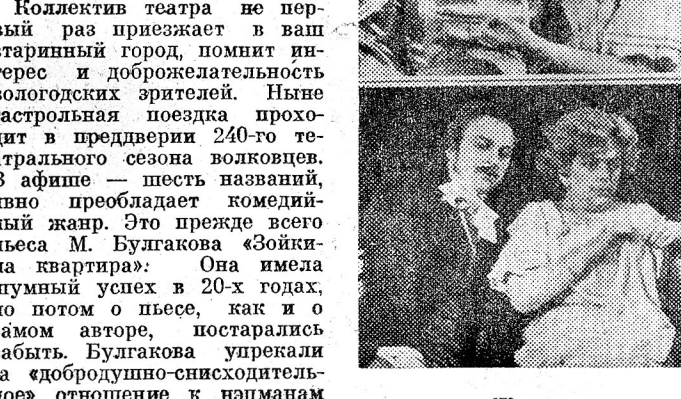 Коллектив театра не пер-
вый раз приезжает в ваш
старинный город, помнит ин-
терес и доброжелательность
вологодских зрителей. Ныне
гастрольная поездка прохо-
дит в преддверии 240-го те-
атрального сезона волковцев.
В афише — шесть названий,
явно преобладает комедий-
ный жанр. Это прежде всего
пьеса М. Булгакова «Зойки-
на квартира»: Она имела
шумный успех в 20-х годах,
но потом о пьесе, как и о
самом авторе, постарались
забыть. Булгакова упрекали
за «добродушно-снисходитель-
ное» отношение к нэпманам